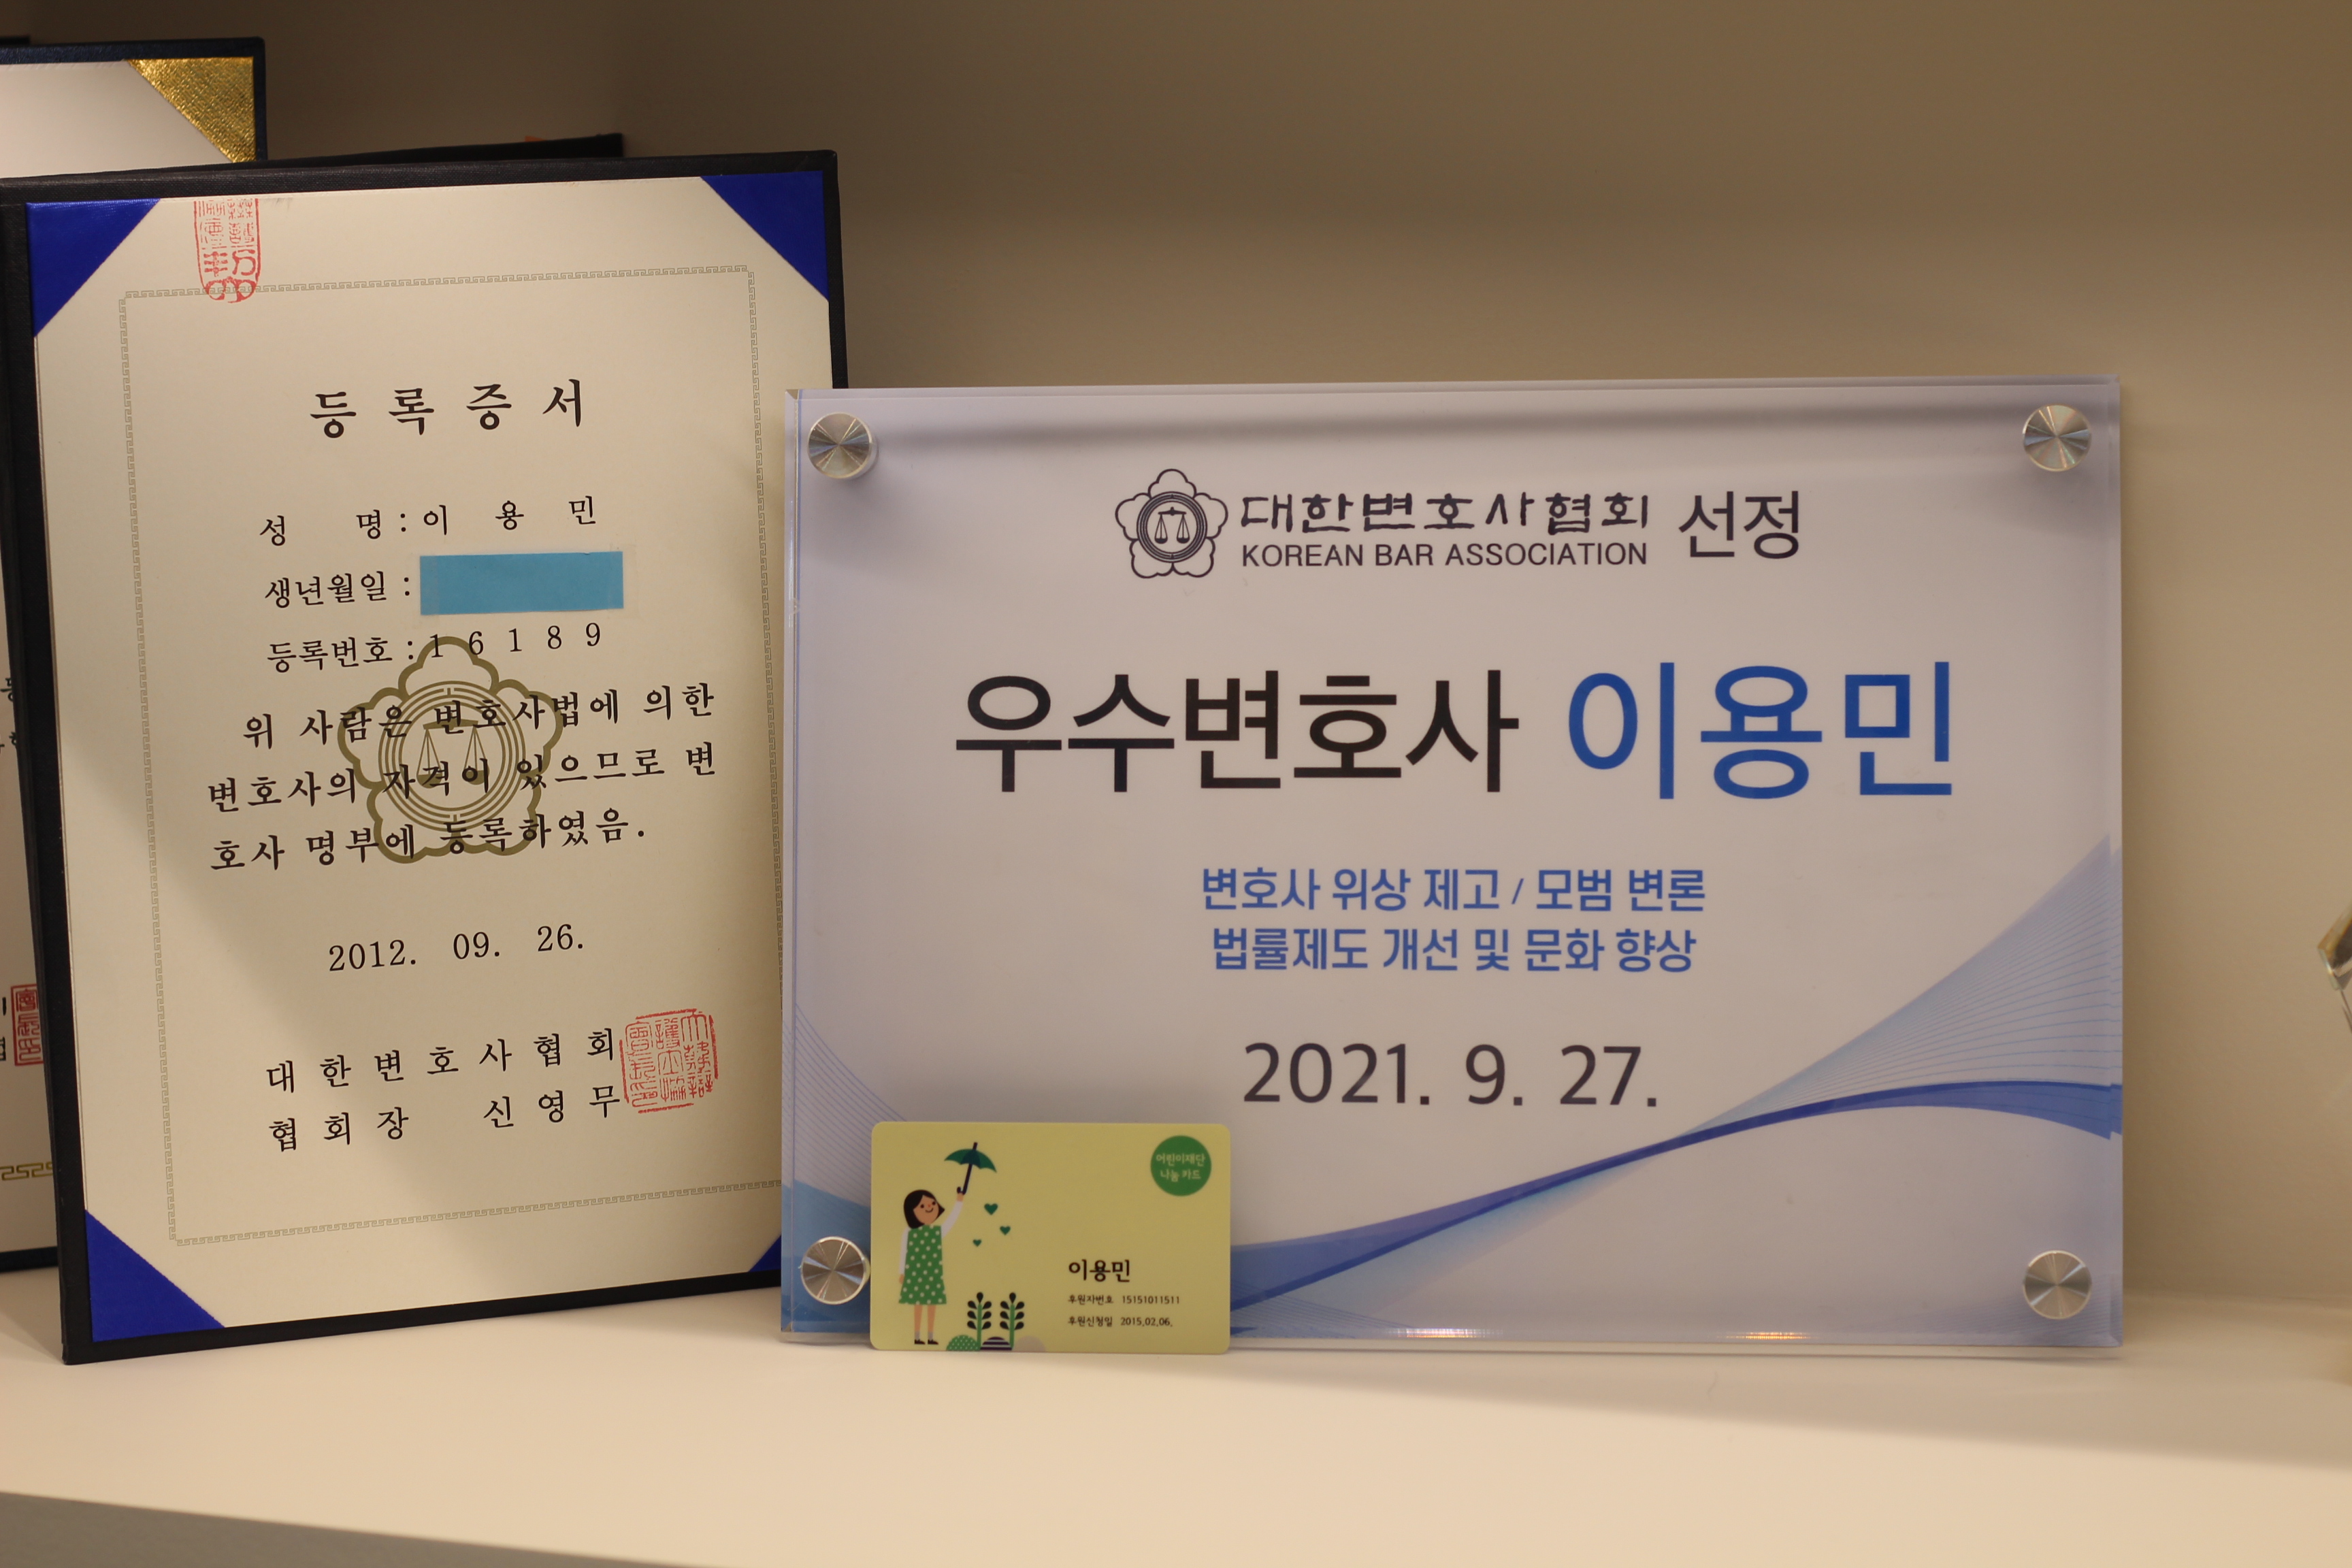 등록증서
성 명 : 이 용 민
생년월일 :
등록번호 : 1 6 1 8 9
위 사람은 변호사법에 의한
변호사의 자격이 있으므로 변
호사 명부에 등록하였음.
2012. 09. 26.
대 한 변 호 사 협 회
협 회 장 신 영 무
대한변호사협회 선정
KOREAN BAR ASSOCIATION
우수변호사 이용민
변호사 위상 제고 / 모범 변론
법률제도 개선 및 문화 향상
2021. 9. 27.
어린이재단
나눔 카드
이용민
후원자번호 15151011511
후원신청일 2015.02.06.